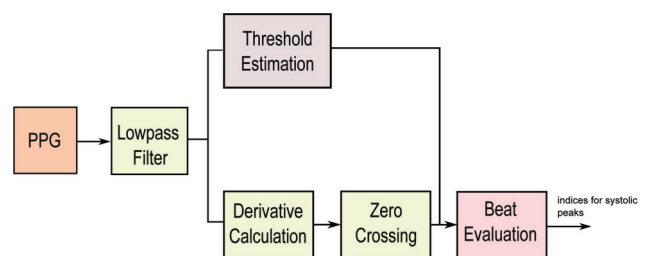 Threshold
Estimation
PPG
Lowpass
Filter
Derivative
Calculation
Zero
Crossing
Beat
Evaluation
indices for systolic
peaks